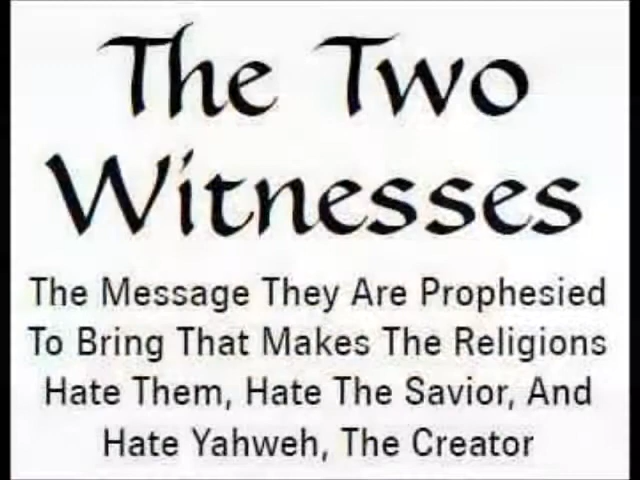 The Two
Witnesses
The Message They Are Prophesied
To Bring That Makes The Religions
Hate Them, Hate The Savior, And
Hate Yahweh, The Creator